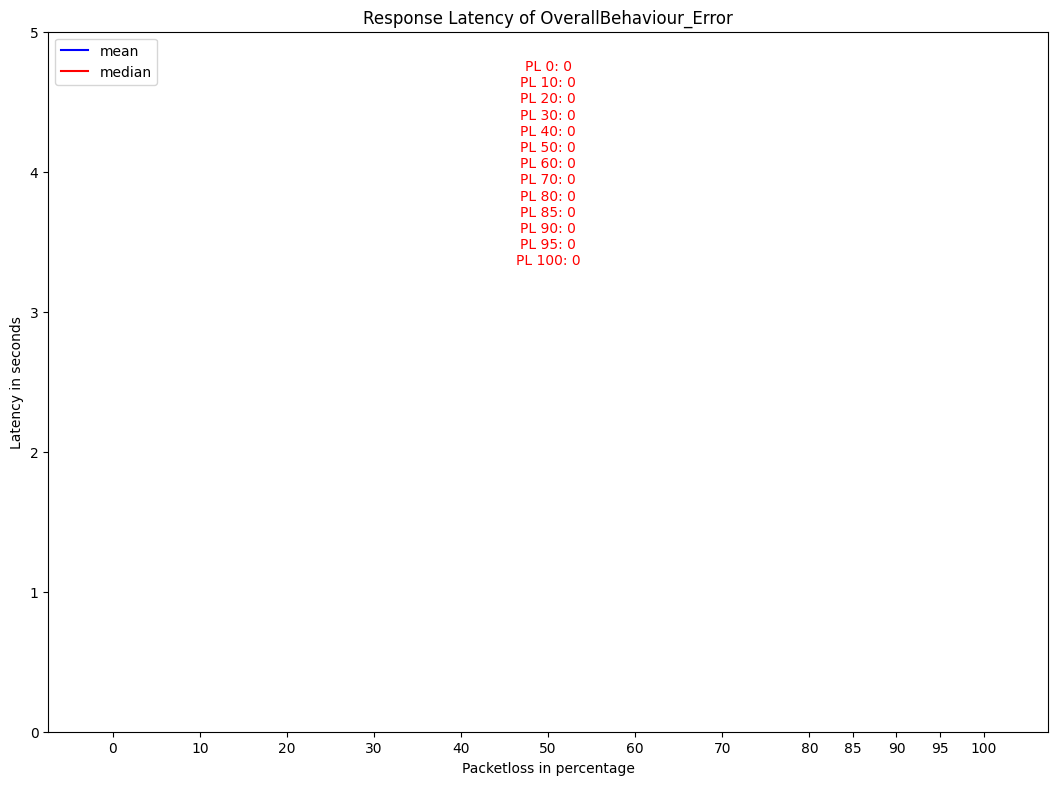 Response Latency of OverallBehaviour_Error
mean
median
PL 0: 0
PL 10: 0
PL 20: 0
PL 30: 0
PL 40: 0
PL 50: 0
PL 60: 0
PL 70: 0
PL 80: 0
PL 85: 0
PL 90: 0
PL 95: 0
PL 100: 0
Latency in seconds
5
4
3
2
1
0
0 10 20 30 40 50 60 70 80 85 90 95 100
Packetloss in percentage